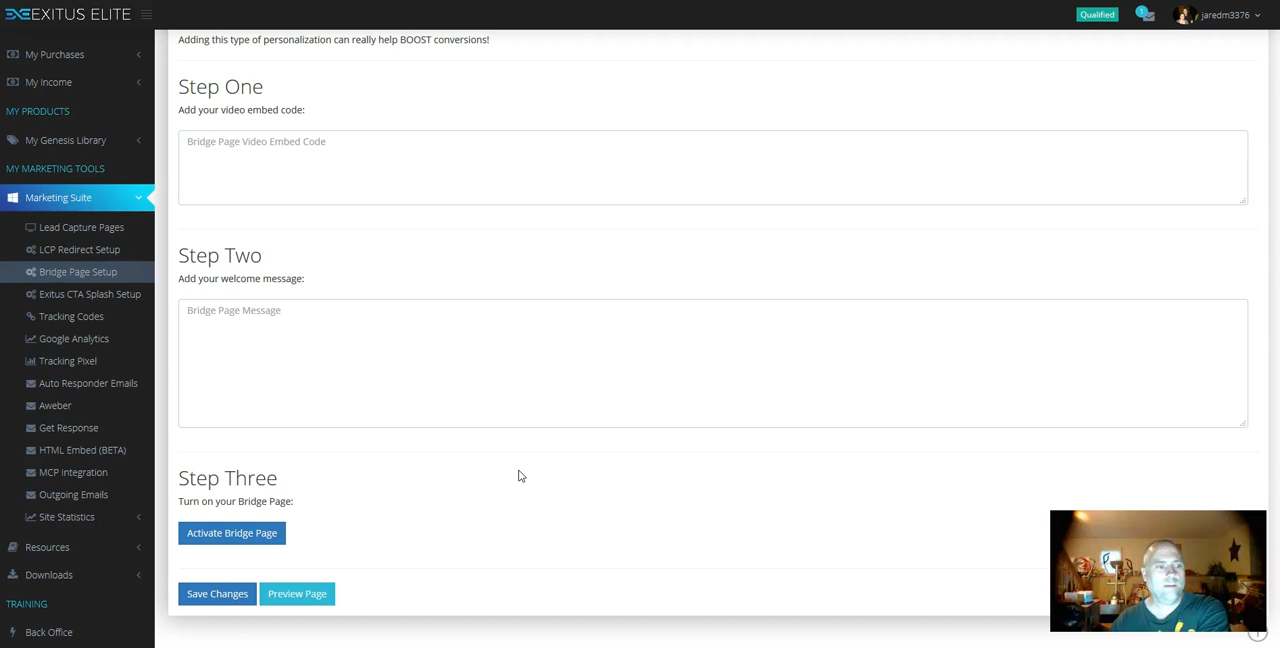 EXITUS ELITE
Qualified
1
jaredm3376
My Purchases
My Income
MY PRODUCTS
My Genesis Library
MY MARKETING TOOLS
Marketing Suite
Lead Capture Pages
LCP Redirect Setup
Bridge Page Setup
Exitus CTA Splash Setup
Tracking Codes
Google Analytics
Tracking Pixel
Auto Responder Emails
Aweber
Get Response
HTML Embed (BETA)
MCP Integration
Outgoing Emails
Site Statistics
Resources
Downloads
TRAINING
Back Office
Adding this type of personalization can really help BOOST conversions!
Step One
Add your video embed code:
Bridge Page Video Embed Code
Step Two
Add your welcome message:
Bridge Page Message
Step Three
Turn on your Bridge Page:
Activate Bridge Page
Save Changes
Preview Page